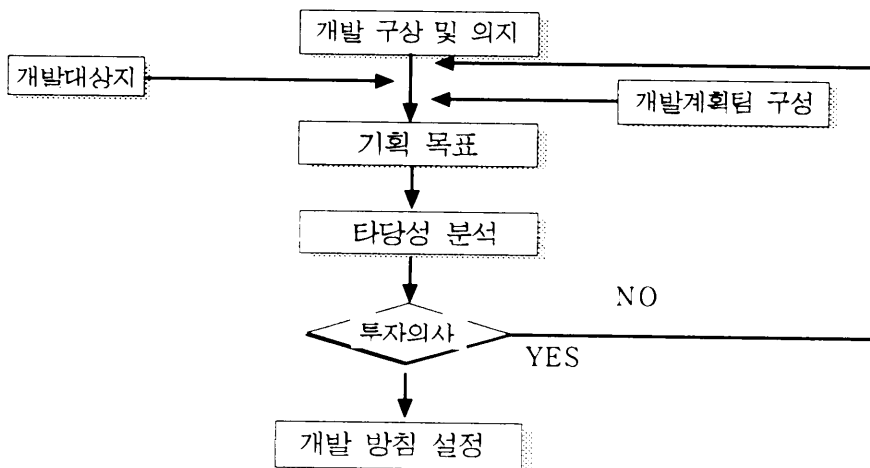 개발 구상 및 의지
개발대상지
개발계획팀 구성
기획 목표
타당성 분석
NO
투자의사
YES
개발 방침 설정